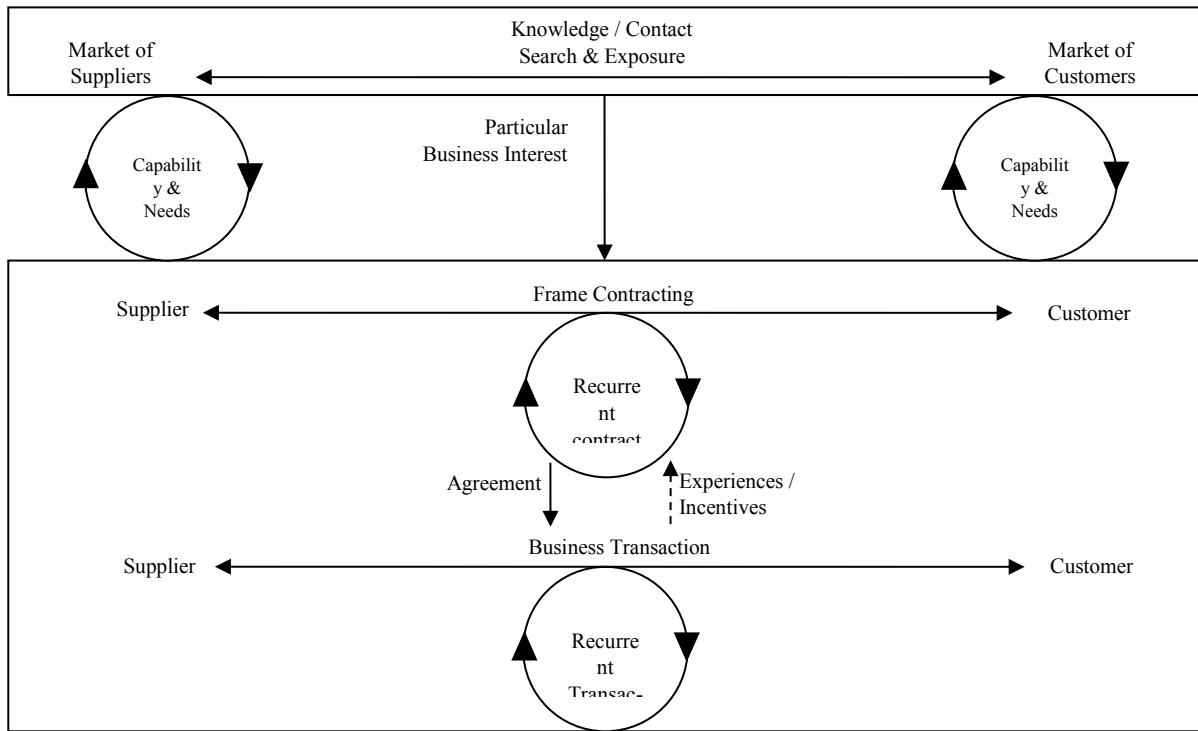 Knowledge / Contact
Search & Exposure
Market of
Suppliers
Market of
Customers
Particular
Business Interest
Capabilit
y &
Needs
Capabilit
y &
Needs
Frame Contracting
Supplier
Customer
Recurre
nt
contract
Agreement
Experiences /
Incentives
Business Transaction
Supplier
Customer
Recurre
nt
Transac-